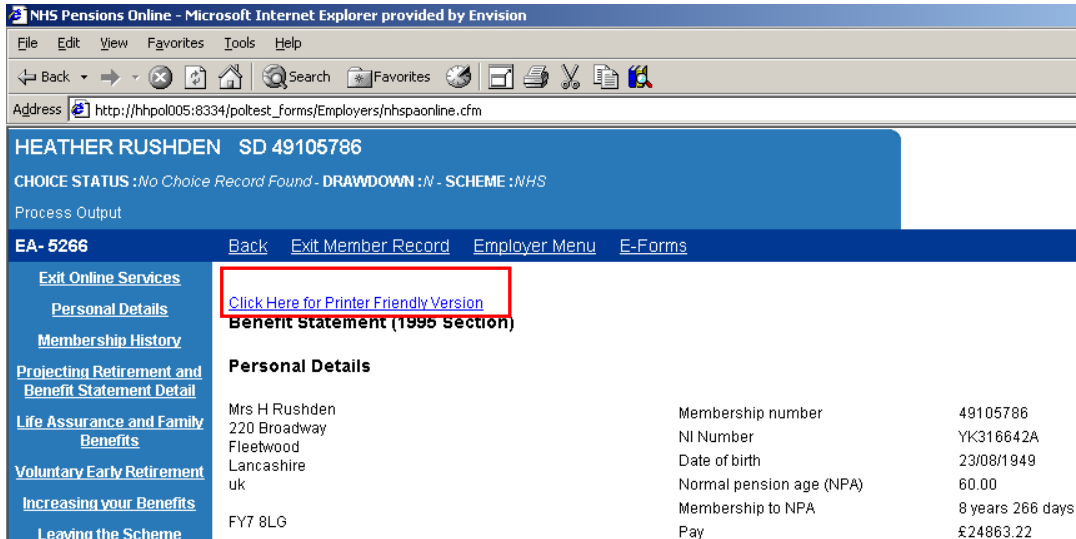 NHS Pensions Online - Microsoft Internet Explorer provided by Envision
File Edit View Favorites Tools Help
Back Search Favorites
Address http://hhpol005:8334/poltest_forms/Employers/nhspaonline.cfm
HEATHER RUSHDEN SD 49105786
CHOICE STATUS :No Choice Record Found - DRAWDOWN :N - SCHEME :NHS
Process Output
EA- 5266 Back Exit Member Record Employer Menu E-Forms
Exit Online Services
Personal Details
Membership History
Projecting Retirement and
Benefit Statement Detail
Life Assurance and Family
Benefits
Voluntary Early Retirement
Increasing your Benefits
Leaving the Scheme
Click Here for Printer Friendly Version
Benefit Statement (1995 Section)
Personal Details
Mrs H Rushden
220 Broadway
Fleetwood
Lancashire
uk
FY7 8LG
Membership number 49105786
NI Number YK316642A
Date of birth 23/08/1949
Normal pension age (NPA) 60.00
Membership to NPA 8 years 266 days
Pay £24863.22